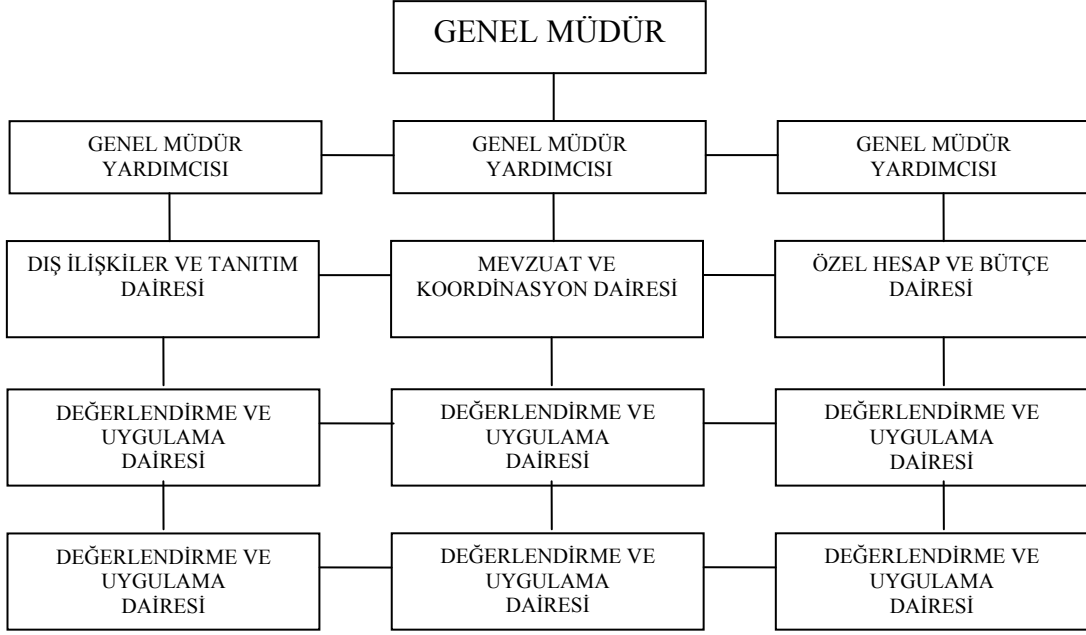 GENEL MÜDÜR
GENEL MÜDÜR
YARDIMCISI
GENEL MÜDÜR
YARDIMCISI
GENEL MÜDÜR
YARDIMCISI
DIŞ İLİŞKİLER VE TANITIM
DAİRESİ
MEVZUAT VE
KOORDİNASYON DAİRESİ
ÖZEL HESAP VE BÜTÇE
DAİRESİ
DEĞERLENDİRME VE
UYGULAMA
DAİRESİ
DEĞERLENDİRME VE
UYGULAMA
DAİRESİ
DEĞERLENDİRME VE
UYGULAMA
DAİRESİ
DEĞERLENDİRME VE
UYGULAMA
DAİRESİ
DEĞERLENDİRME VE
UYGULAMA
DAİRESİ
DEĞERLENDİRME VE
UYGULAMA
DAİRESİ